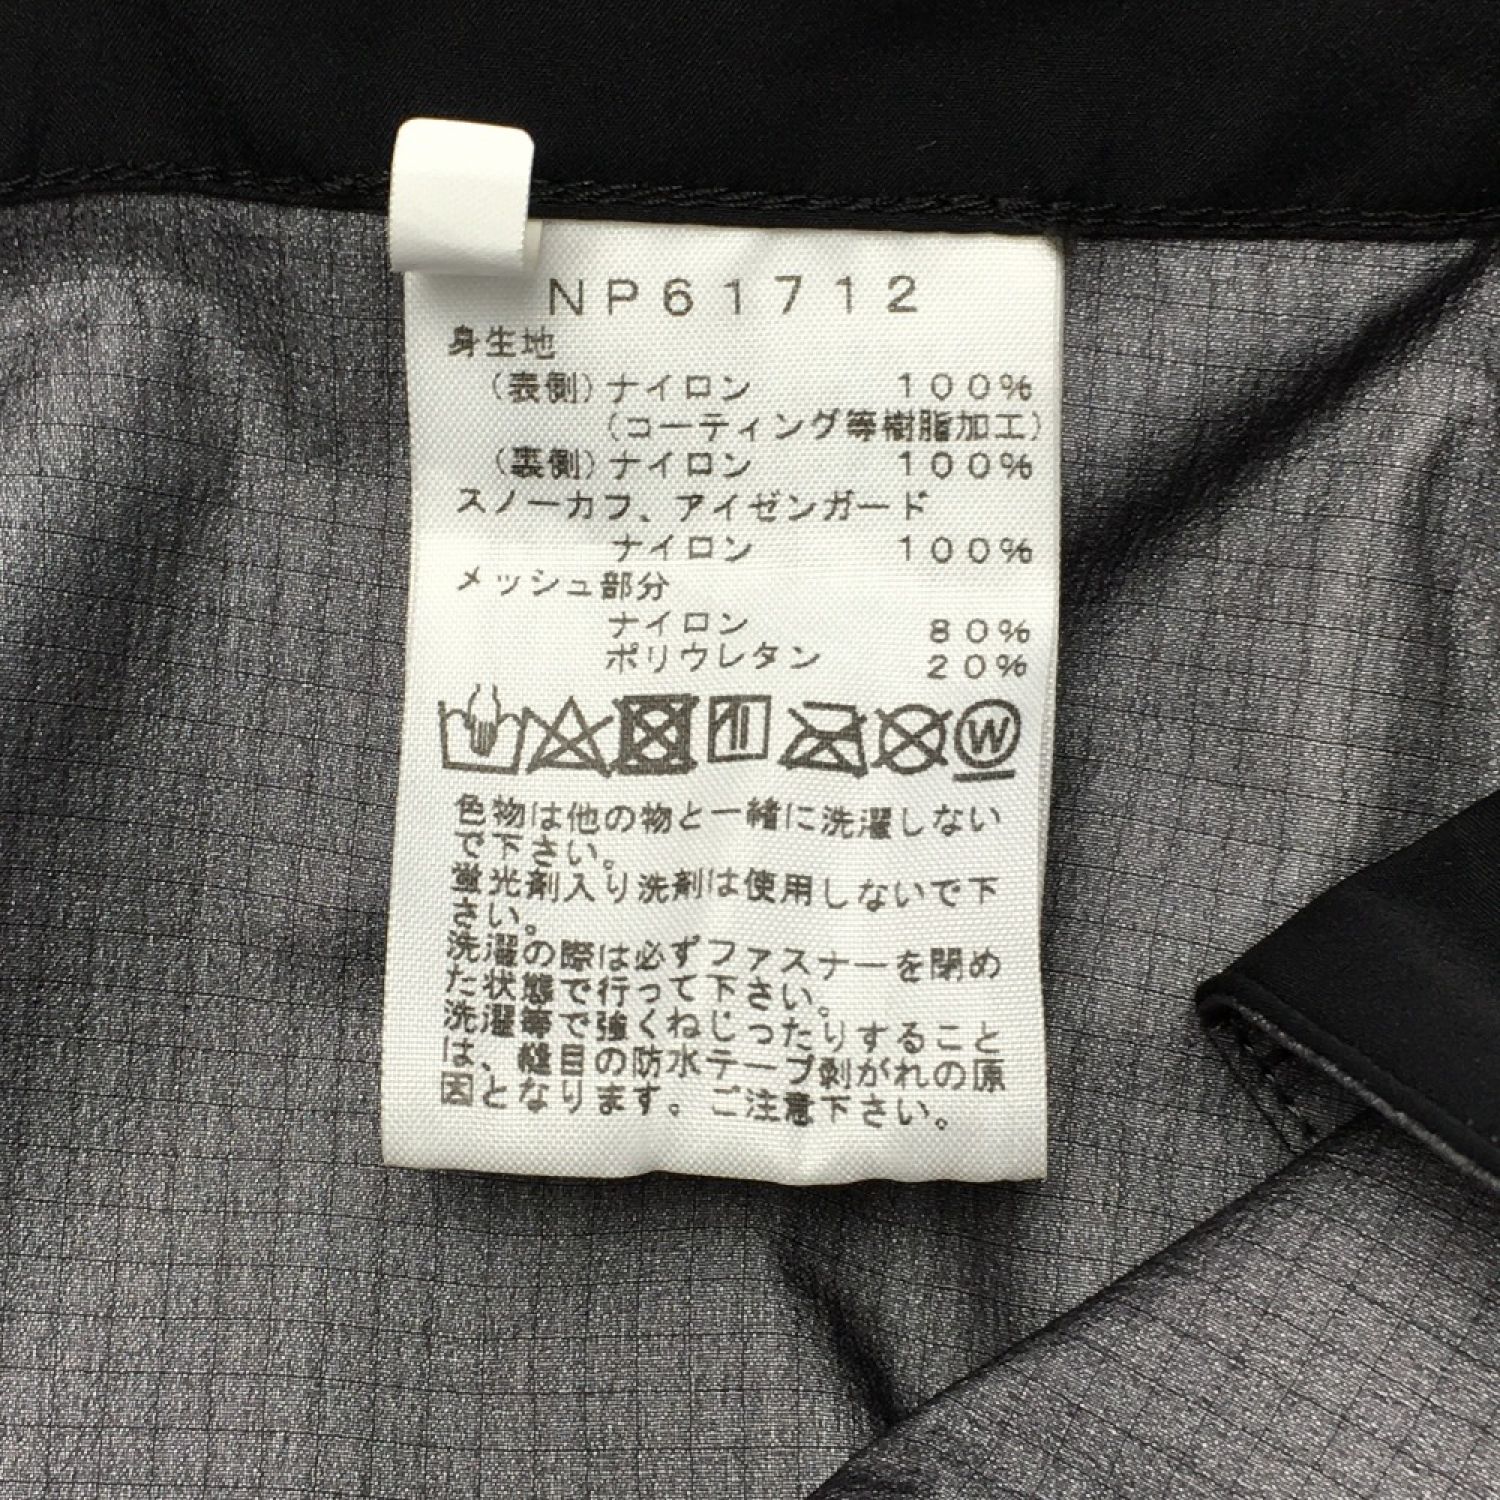 NP61712
身生地
(表側)ナイロン 100%
(コーティング等樹脂加工)
(裏側)ナイロン 100%
スノーカフ、アイゼンガード
ナイロン 100%
メッシュ部分
ナイロン 80%
ポリウレタン 20%
W
色物は他の物と一緒に洗濯しない
で下さい。
蛍光剤入り洗剤は使用しないで下
さい。
洗濯の際は必ずファスナーを閉め
た状態で行って下さい。
洗濯等で強くねじったりすること
は、縫目の防水テープ剥がれの原
因となります。ご注意下さい。